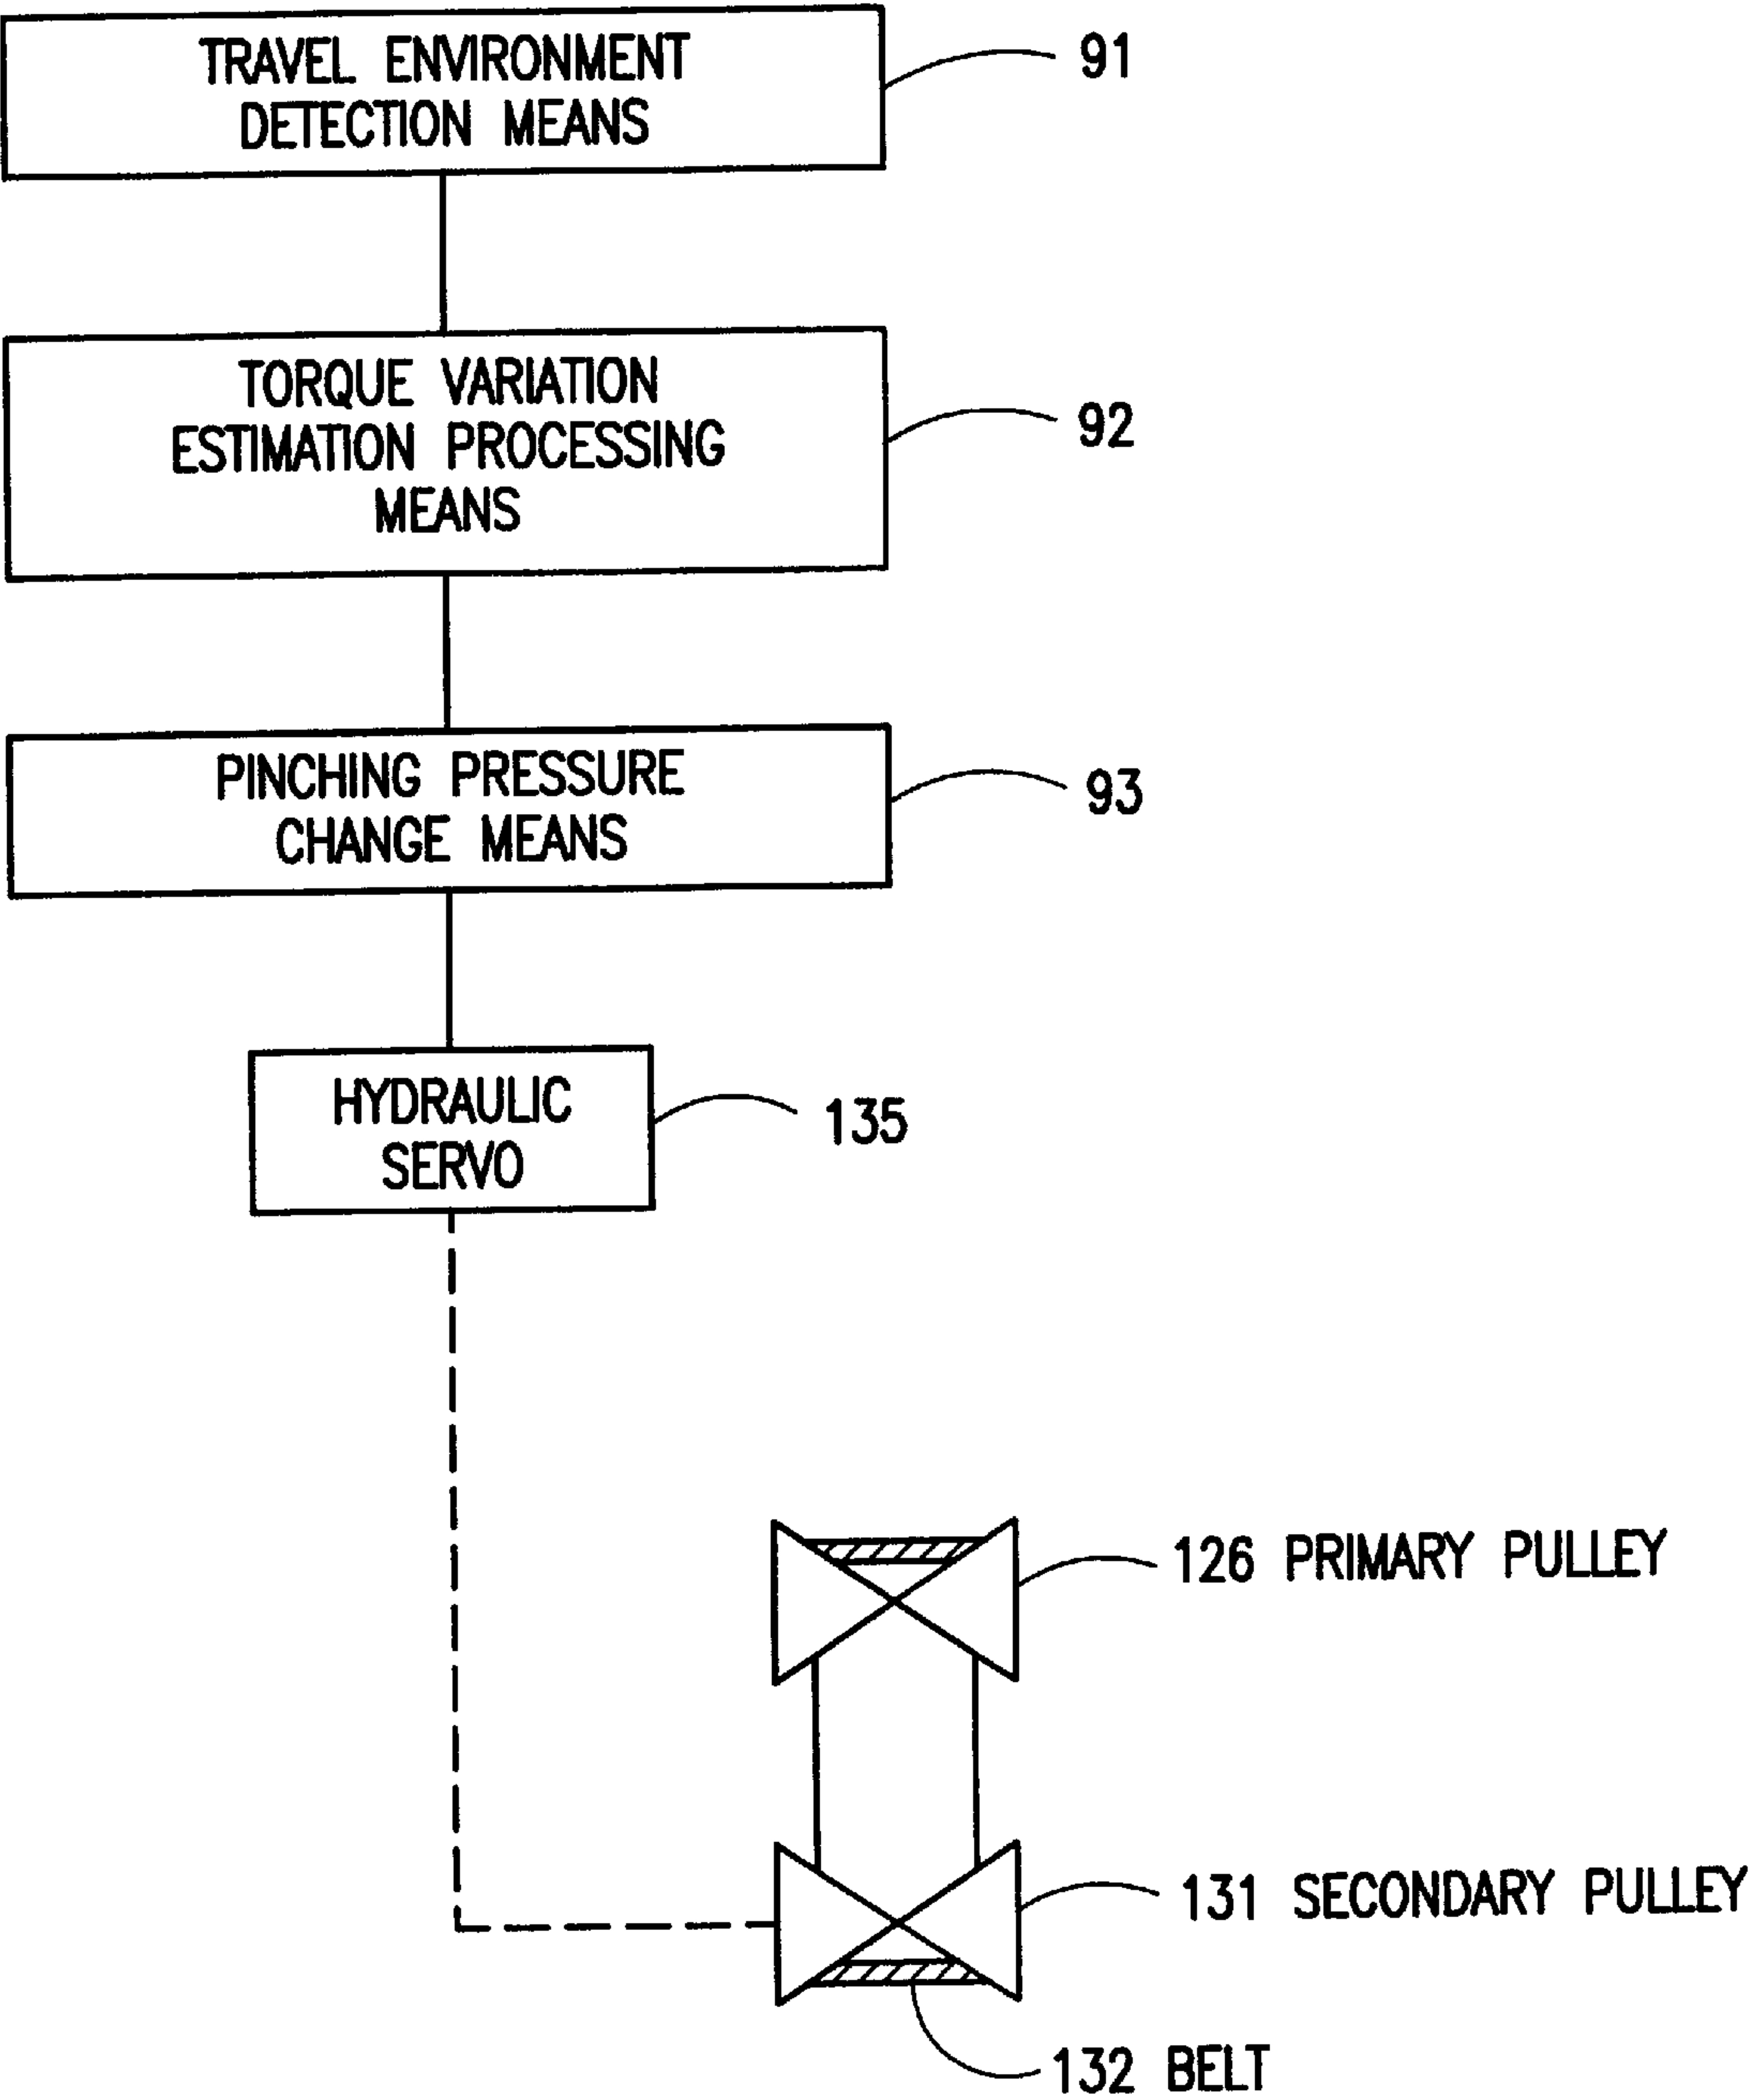 TRAVEL ENVIRONMENT
DETECTION MEANS
91
TORQUE VARIATION
ESTIMATION PROCESSING
MEANS
92
PINCHING PRESSURE
CHANGE MEANS
93
HYDRAULIC
SERVO
135
126 PRIMARY PULLEY
131 SECONDARY PULLEY
132 BELT